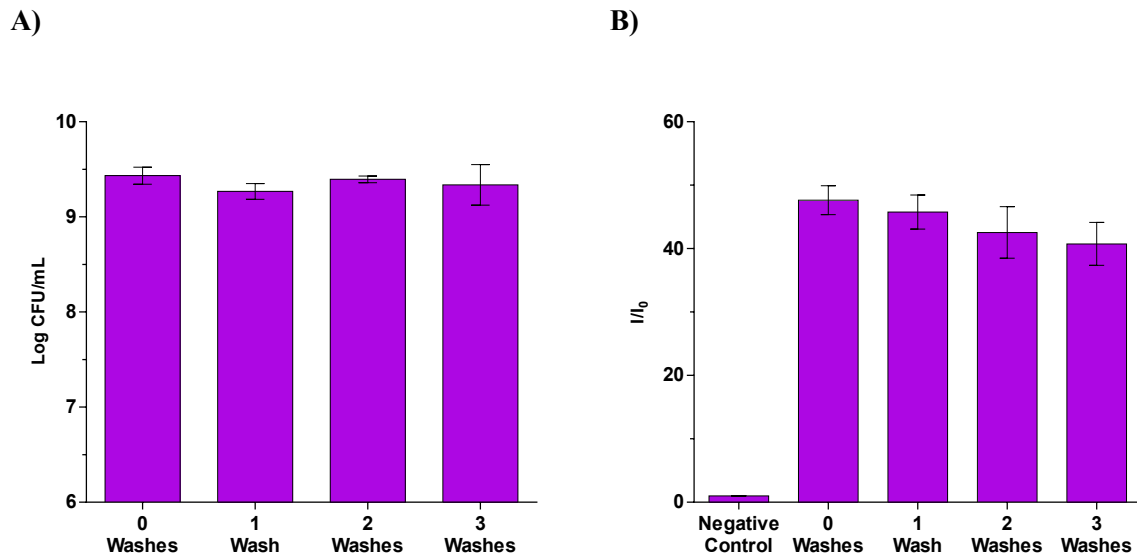 A)
B)
Log CFU/mL
10
9
8
7
6
0
Washes
1
Wash
2
Washes
3
Washes
I/I₀
60
40
20
0
Negative
Control
0
Washes
1
Wash
2
Washes
3
Washes